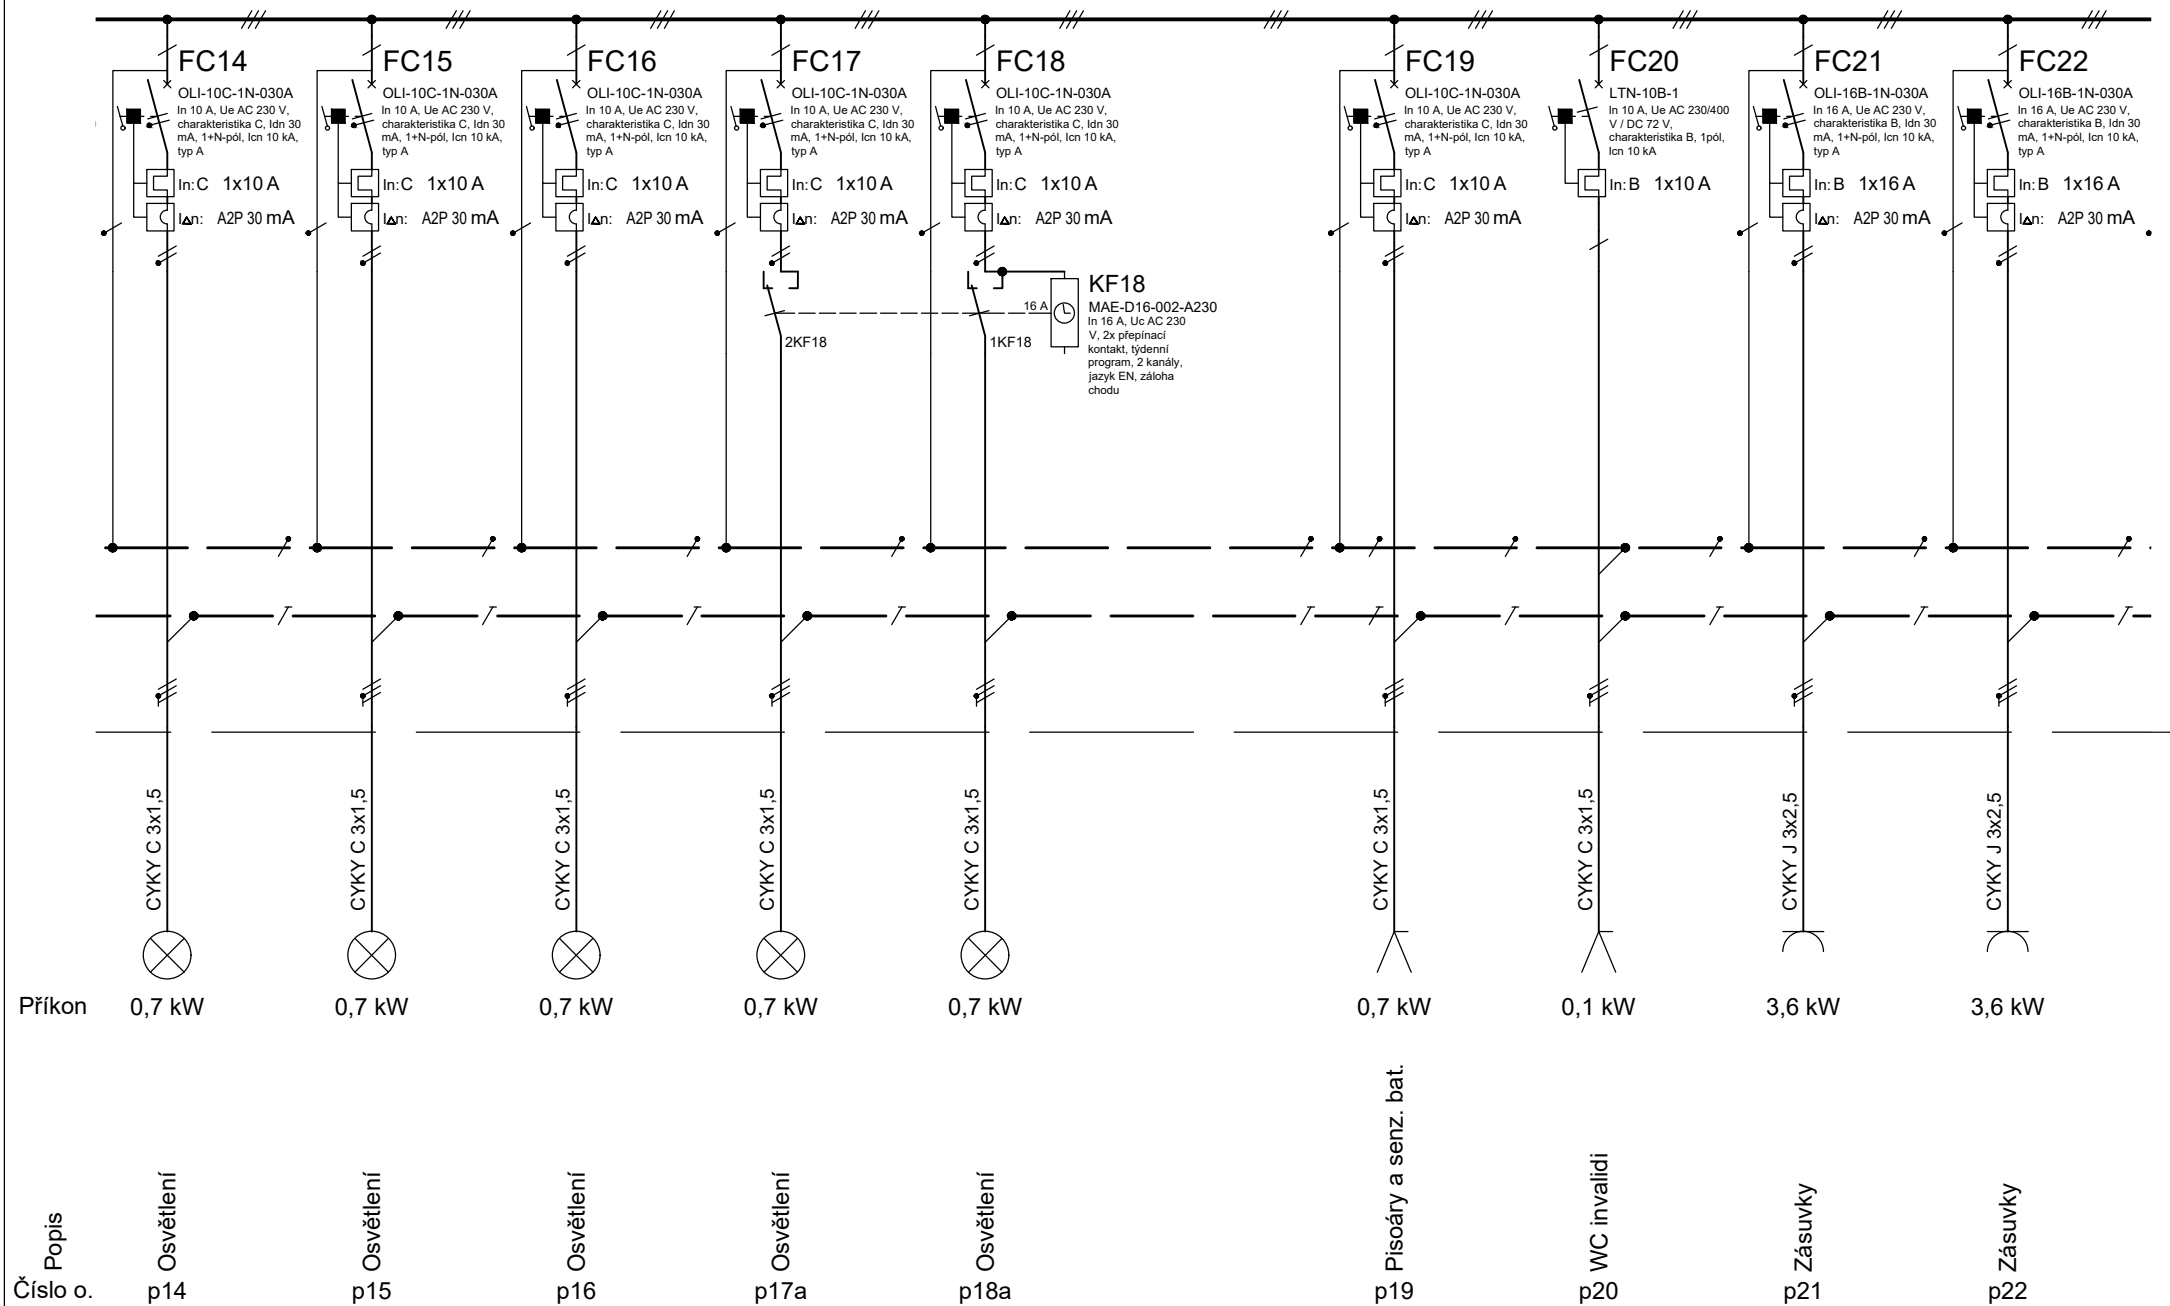 FC14
OLI-10C-1N-030A
In 10 A, Ue AC 230 V,
charakteristika C, Idn 30
mA, 1+N-pól, Icn 10 kA,
typ A
In: C 1x10 A
IΔn: A2P 30 mA
FC15
OLI-10C-1N-030A
In 10 A, Ue AC 230 V,
charakteristika C, Idn 30
mA, 1+N-pól, Icn 10 kA,
typ A
In: C 1x10 A
IΔn: A2P 30 mA
FC16
OLI-10C-1N-030A
In 10 A, Ue AC 230 V,
charakteristika C, Idn 30
mA, 1+N-pól, Icn 10 kA,
typ A
In: C 1x10 A
IΔn: A2P 30 mA
FC17
OLI-10C-1N-030A
In 10 A, Ue AC 230 V,
charakteristika C, Idn 30
mA, 1+N-pól, Icn 10 kA,
typ A
In: C 1x10 A
IΔn: A2P 30 mA
2KF18
FC18
OLI-10C-1N-030A
In 10 A, Ue AC 230 V,
charakteristika C, Idn 30
mA, 1+N-pól, Icn 10 kA,
typ A
In: C 1x10 A
IΔn: A2P 30 mA
1KF18
16 A
KF18
MAE-D16-002-A230
In 16 A, Uc AC 230
V, 2x přepínací
kontakt, týdenní
program, 2 kanály,
jazyk EN, záloha
chodu
FC19
OLI-10C-1N-030A
In 10 A, Ue AC 230 V,
charakteristika C, Idn 30
mA, 1+N-pól, Icn 10 kA,
typ A
In: C 1x10 A
IΔn: A2P 30 mA
FC20
LTN-10B-1
In 10 A, Ue AC 230/400
V / DC 72 V,
charakteristika B, 1pól,
Icn 10 kA
In: B 1x10 A
FC21
OLI-16B-1N-030A
In 16 A, Ue AC 230 V,
charakteristika B, Idn 30
mA, 1+N-pól, Icn 10 kA,
typ A
In: B 1x16 A
IΔn: A2P 30 mA
FC22
OLI-16B-1N-030A
In 16 A, Ue AC 230 V,
charakteristika B, Idn 30
mA, 1+N-pól, Icn 10 kA,
typ A
In: B 1x16 A
IΔn: A2P 30 mA
CYKY C 3x1,5
CYKY C 3x1,5
CYKY C 3x1,5
CYKY C 3x1,5
CYKY C 3x1,5
CYKY C 3x1,5
CYKY C 3x1,5
CYKY J 3x2,5
CYKY J 3x2,5
Příkon 0,7 kW 0,7 kW 0,7 kW 0,7 kW 0,7 kW 0,7 kW 0,1 kW 3,6 kW 3,6 kW
Popis
Osvětlení
Osvětlení
Osvětlení
Osvětlení
Osvětlení
Pisoáry a senz. bat.
WC invalidi
Zásuvky
Zásuvky
Číslo o. p14 p15 p16 p17a p18a p19 p20 p21 p22